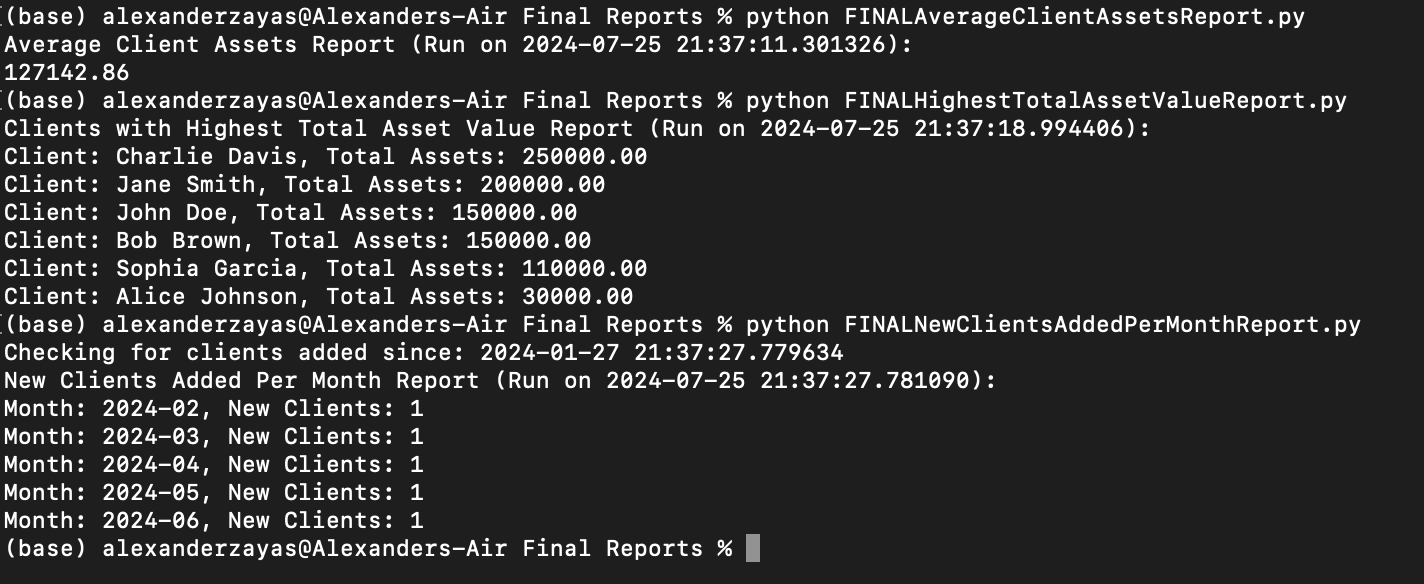 (base) alexanderzayas@Alexanders-Air Final Reports % python FINALAverageClientAssetsReport.py
Average Client Assets Report (Run on 2024-07-25 21:37:11.301326):
127142.86
(base) alexanderzayas@Alexanders-Air Final Reports % python FINALHighestTotalAssetValueReport.py
Clients with Highest Total Asset Value Report (Run on 2024-07-25 21:37:18.994406):
Client: Charlie Davis, Total Assets: 250000.00
Client: Jane Smith, Total Assets: 200000.00
Client: John Doe, Total Assets: 150000.00
Client: Bob Brown, Total Assets: 150000.00
Client: Sophia Garcia, Total Assets: 110000.00
Client: Alice Johnson, Total Assets: 30000.00
(base) alexanderzayas@Alexanders-Air Final Reports % python FINALNewClientsAddedPerMonthReport.py
Checking for clients added since: 2024-01-27 21:37:27.779634
New Clients Added Per Month Report (Run on 2024-07-25 21:37:27.781090):
Month: 2024-02, New Clients: 1
Month: 2024-03, New Clients: 1
Month: 2024-04, New Clients: 1
Month: 2024-05, New Clients: 1
Month: 2024-06, New Clients: 1
(base) alexanderzayas@Alexanders-Air Final Reports %